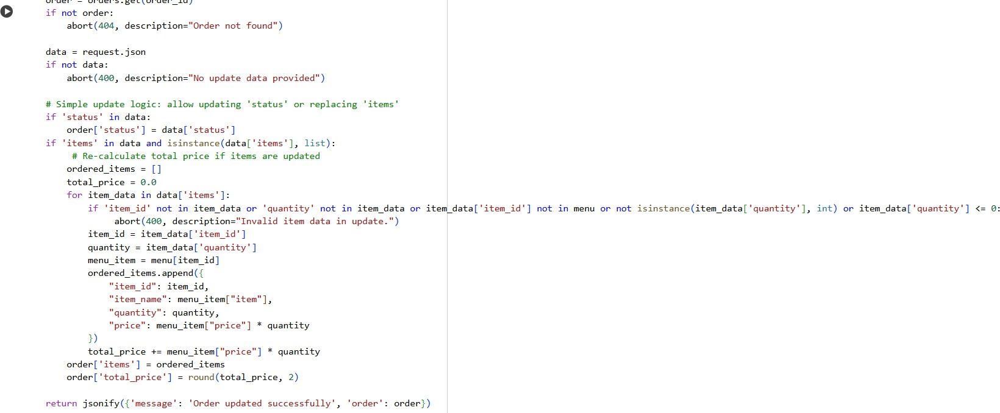 order = orders.get(order_id)
if not order:
    abort(404, description="Order not found")
data = request.json
if not data:
    abort(400, description="No update data provided")
# Simple update logic: allow updating 'status' or replacing 'items'
if 'status' in data:
    order['status'] = data['status']
if 'items' in data and isinstance(data['items'], list):
     # Re-calculate total price if items are updated
    ordered_items = []
    total_price = 0.0
    for item_data in data['items']:
        if 'item_id' not in item_data or 'quantity' not in item_data or item_data['item_id'] not in menu or not isinstance(item_data['quantity'], int) or item_data['quantity'] <= 0:
             abort(400, description="Invalid item data in update.")
        item_id = item_data['item_id']
        quantity = item_data['quantity']
        menu_item = menu[item_id]
        ordered_items.append({
            "item_id": item_id,
            "item_name": menu_item["item"],
            "quantity": quantity,
            "price": menu_item["price"] * quantity
        })
        total_price += menu_item["price"] * quantity
    order['items'] = ordered_items
    order['total_price'] = round(total_price, 2)
return jsonify({'message': 'Order updated successfully', 'order': order})